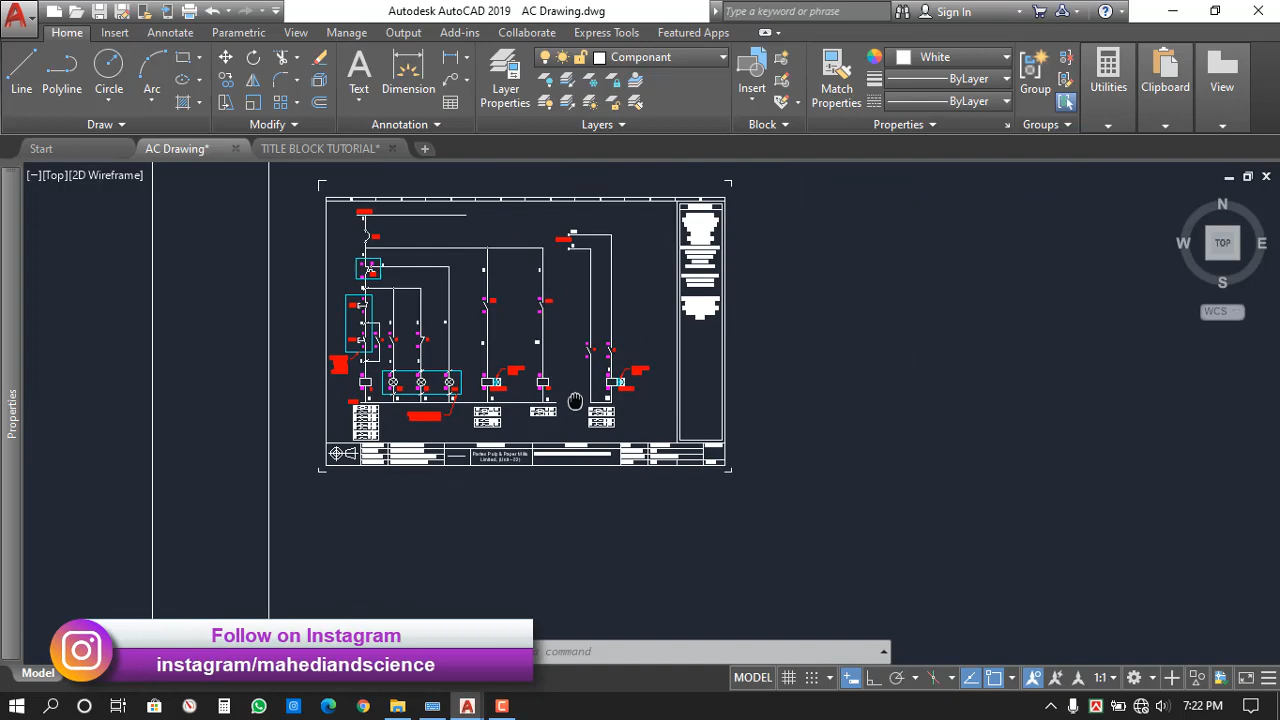 Autodesk AutoCAD 2019 AC Drawing.dwg
Type a keyword or phrase
Sign In
Home Insert Annotate Parametric View Manage Output Add-ins Collaborate Express Tools Featured Apps
Line Polyline Circle Arc
Text Dimension
Layer Properties
Component
Insert
Match Properties
White
ByLayer
ByLayer
Group
Utilities Clipboard View
Draw Modify Annotation Layers Block Properties Groups
Start AC Drawing* TITLE BLOCK TUTORIAL*
[−][Top][2D Wireframe]
N
W TOP E
S
WCS
Properties
Limited, (Unit-02)
Follow on Instagram
instagram/mahediandscience
command
Model
MODEL
1:1
7:22 PM